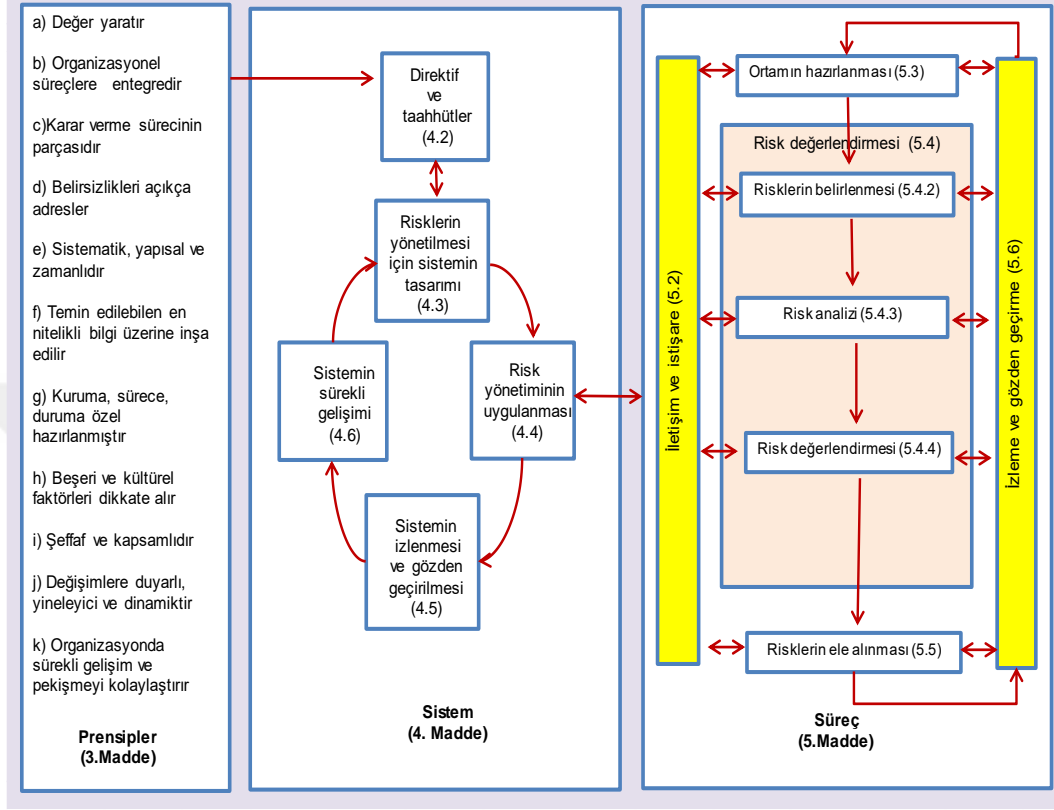 a) Değer yaratır
b) Organizasyonel
süreçlere entegredir
c)Karar verme sürecinin
parçasıdır
d) Belirsizlikleri açıkça
adresler
e) Sistematik, yapısal ve
zamanlıdır
f) Temin edilebilen en
nitelikli bilgi üzerine inşa
edilir
g) Kuruma, sürece,
duruma özel
hazırlanmıştır
h) Beşeri ve kültürel
faktörleri dikkate alır
i) Şeffaf ve kapsamlıdır
j) Değişimlere duyarlı,
yineleyici ve dinamiktir
k) Organizasyonda
sürekli gelişim ve
pekişmeyi kolaylaştırır
Prensipler
(3.Madde)
Direktif
ve
taahhütler
(4.2)
Risklerin
yönetilmesi
için sistemin
tasarımı
(4.3)
Sistemin
sürekli
gelişimi
(4.6)
Risk
yönetiminin
uygulanması
(4.4)
Sistemin
izlenmesi
ve gözden
geçirilmesi
(4.5)
Sistem
(4. Madde)
Ortamın hazırlanması (5.3)
Risk değerlendirmesi (5.4)
Risklerin belirlenmesi (5.4.2)
Risk analizi (5.4.3)
Risk değerlendirmesi (5.4.4)
Risklerin ele alınması (5.5)
İletişim ve istişare (5.2)
İzleme ve gözden geçirme (5.6)
Süreç
(5.Madde)